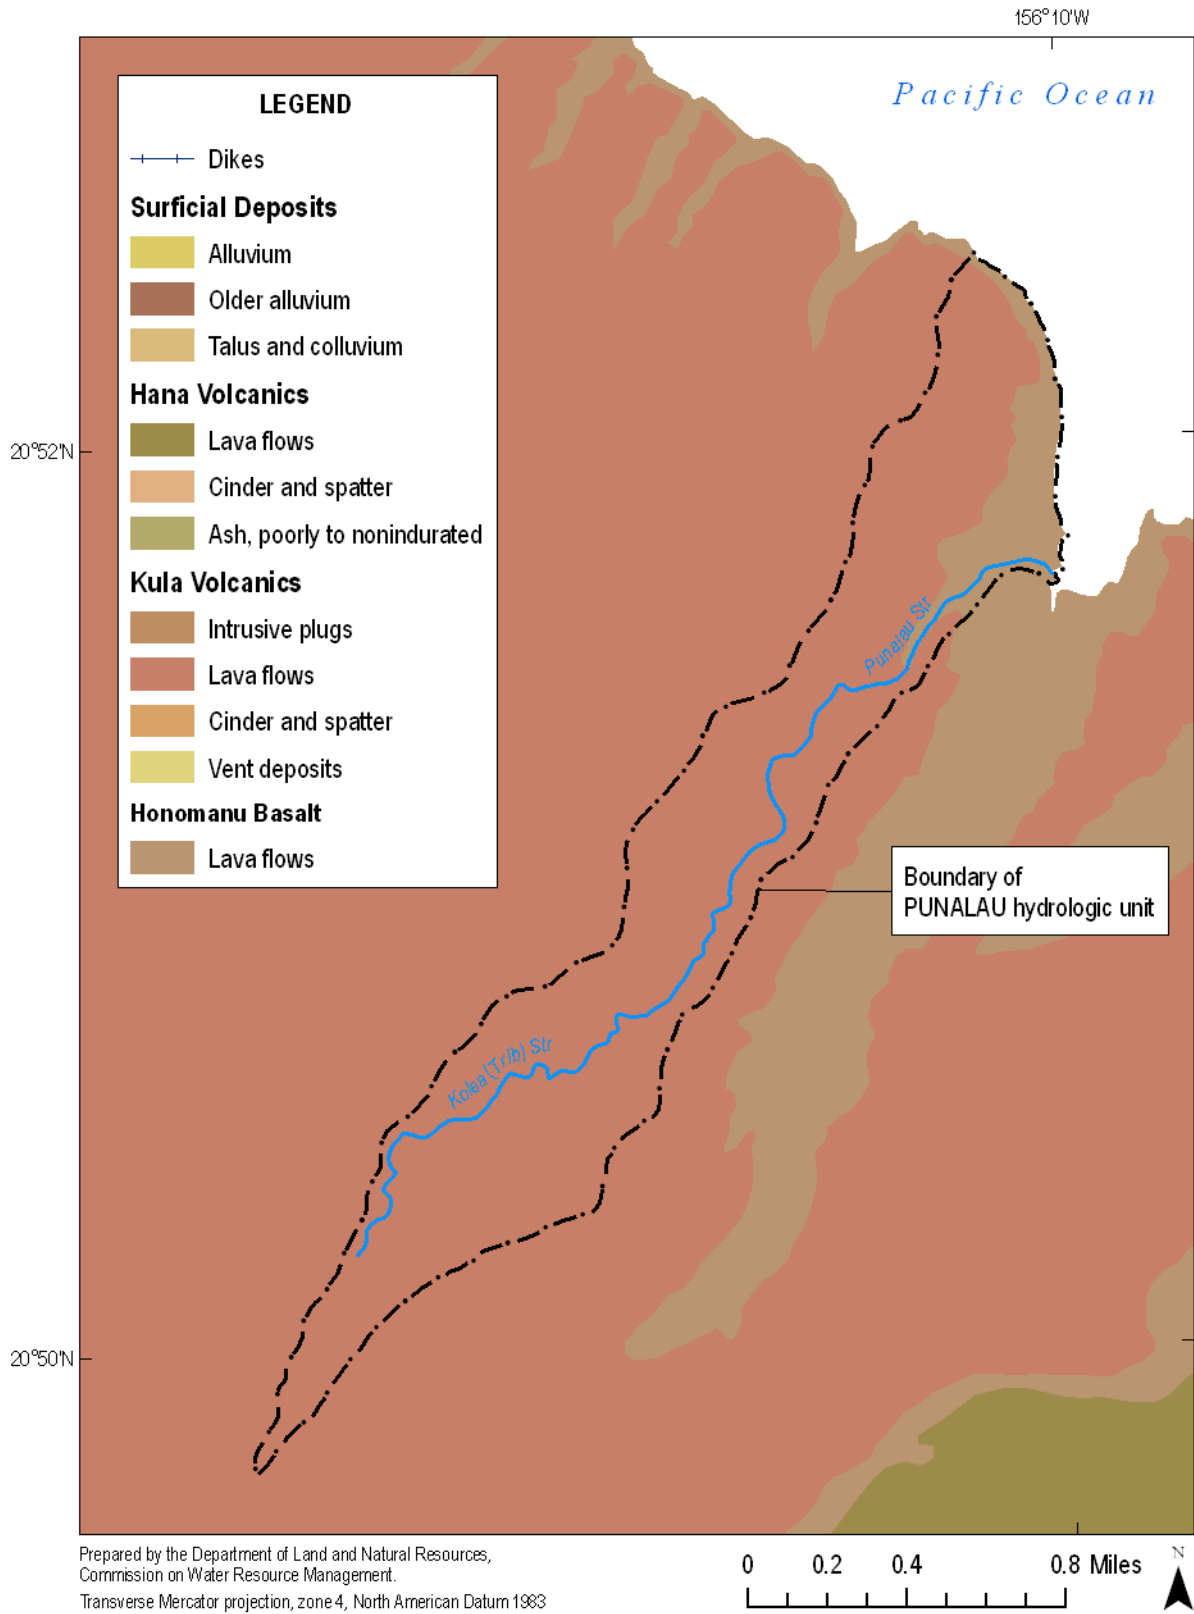 156°10'W
Pacific Ocean
LEGEND
Dikes
Surficial Deposits
Alluvium
Older alluvium
Talus and colluvium
Hana Volcanics
Lava flows
Cinder and spatter
Ash, poorly to nonindurated
Kula Volcanics
Intrusive plugs
Lava flows
Cinder and spatter
Vent deposits
Honomanu Basalt
Lava flows
20°52'N
Punalau Str
Boundary of
PUNALAU hydrologic unit
Kolea (Trib) Str
20°50'N
Prepared by the Department of Land and Natural Resources,
Commission on Water Resource Management.
Transverse Mercator projection, zone 4, North American Datum 1983
0 0.2 0.4 0.8 Miles
N